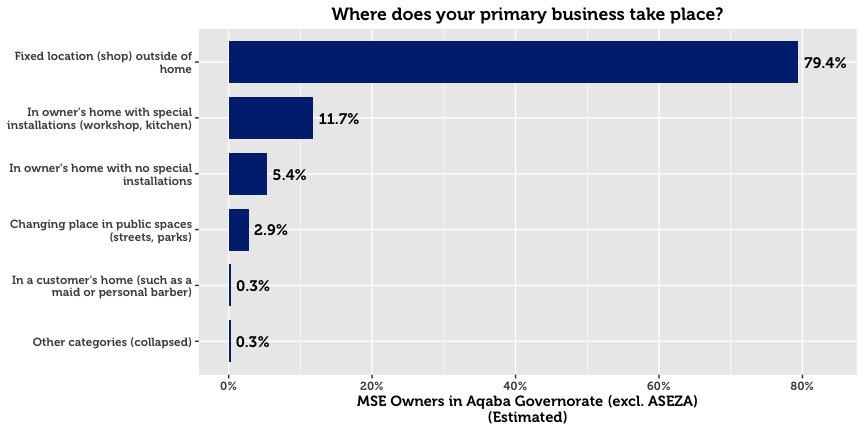 Where does your primary business take place?
Fixed location (shop) outside of
home
79.4%
In owner's home with special
installations (workshop, kitchen)
11.7%
In owner's home with no special
installations
5.4%
Changing place in public spaces
(streets, parks)
2.9%
In a customer's home (such as a
maid or personal barber)
0.3%
Other categories (collapsed)
0.3%
0%
20%
40%
60%
80%
MSE Owners in Aqaba Governorate (excl. ASEZA)
(Estimated)